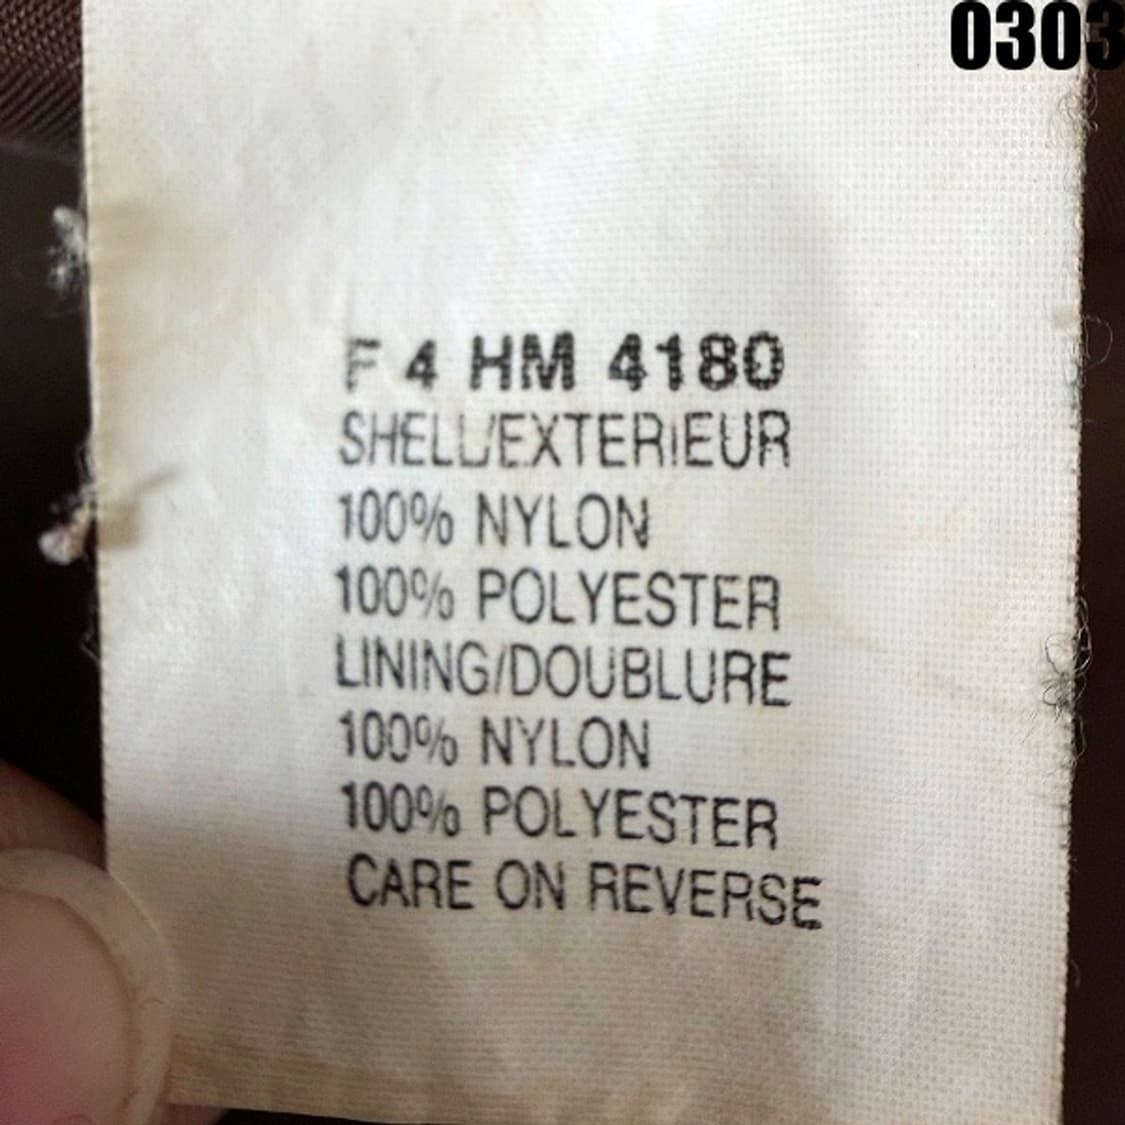 0303
F 4 HM 4180
SHELL/EXTERIEUR
100% NYLON
100% POLYESTER
LINING/DOUBLURE
100% NYLON
100% POLYESTER
CARE ON REVERSE